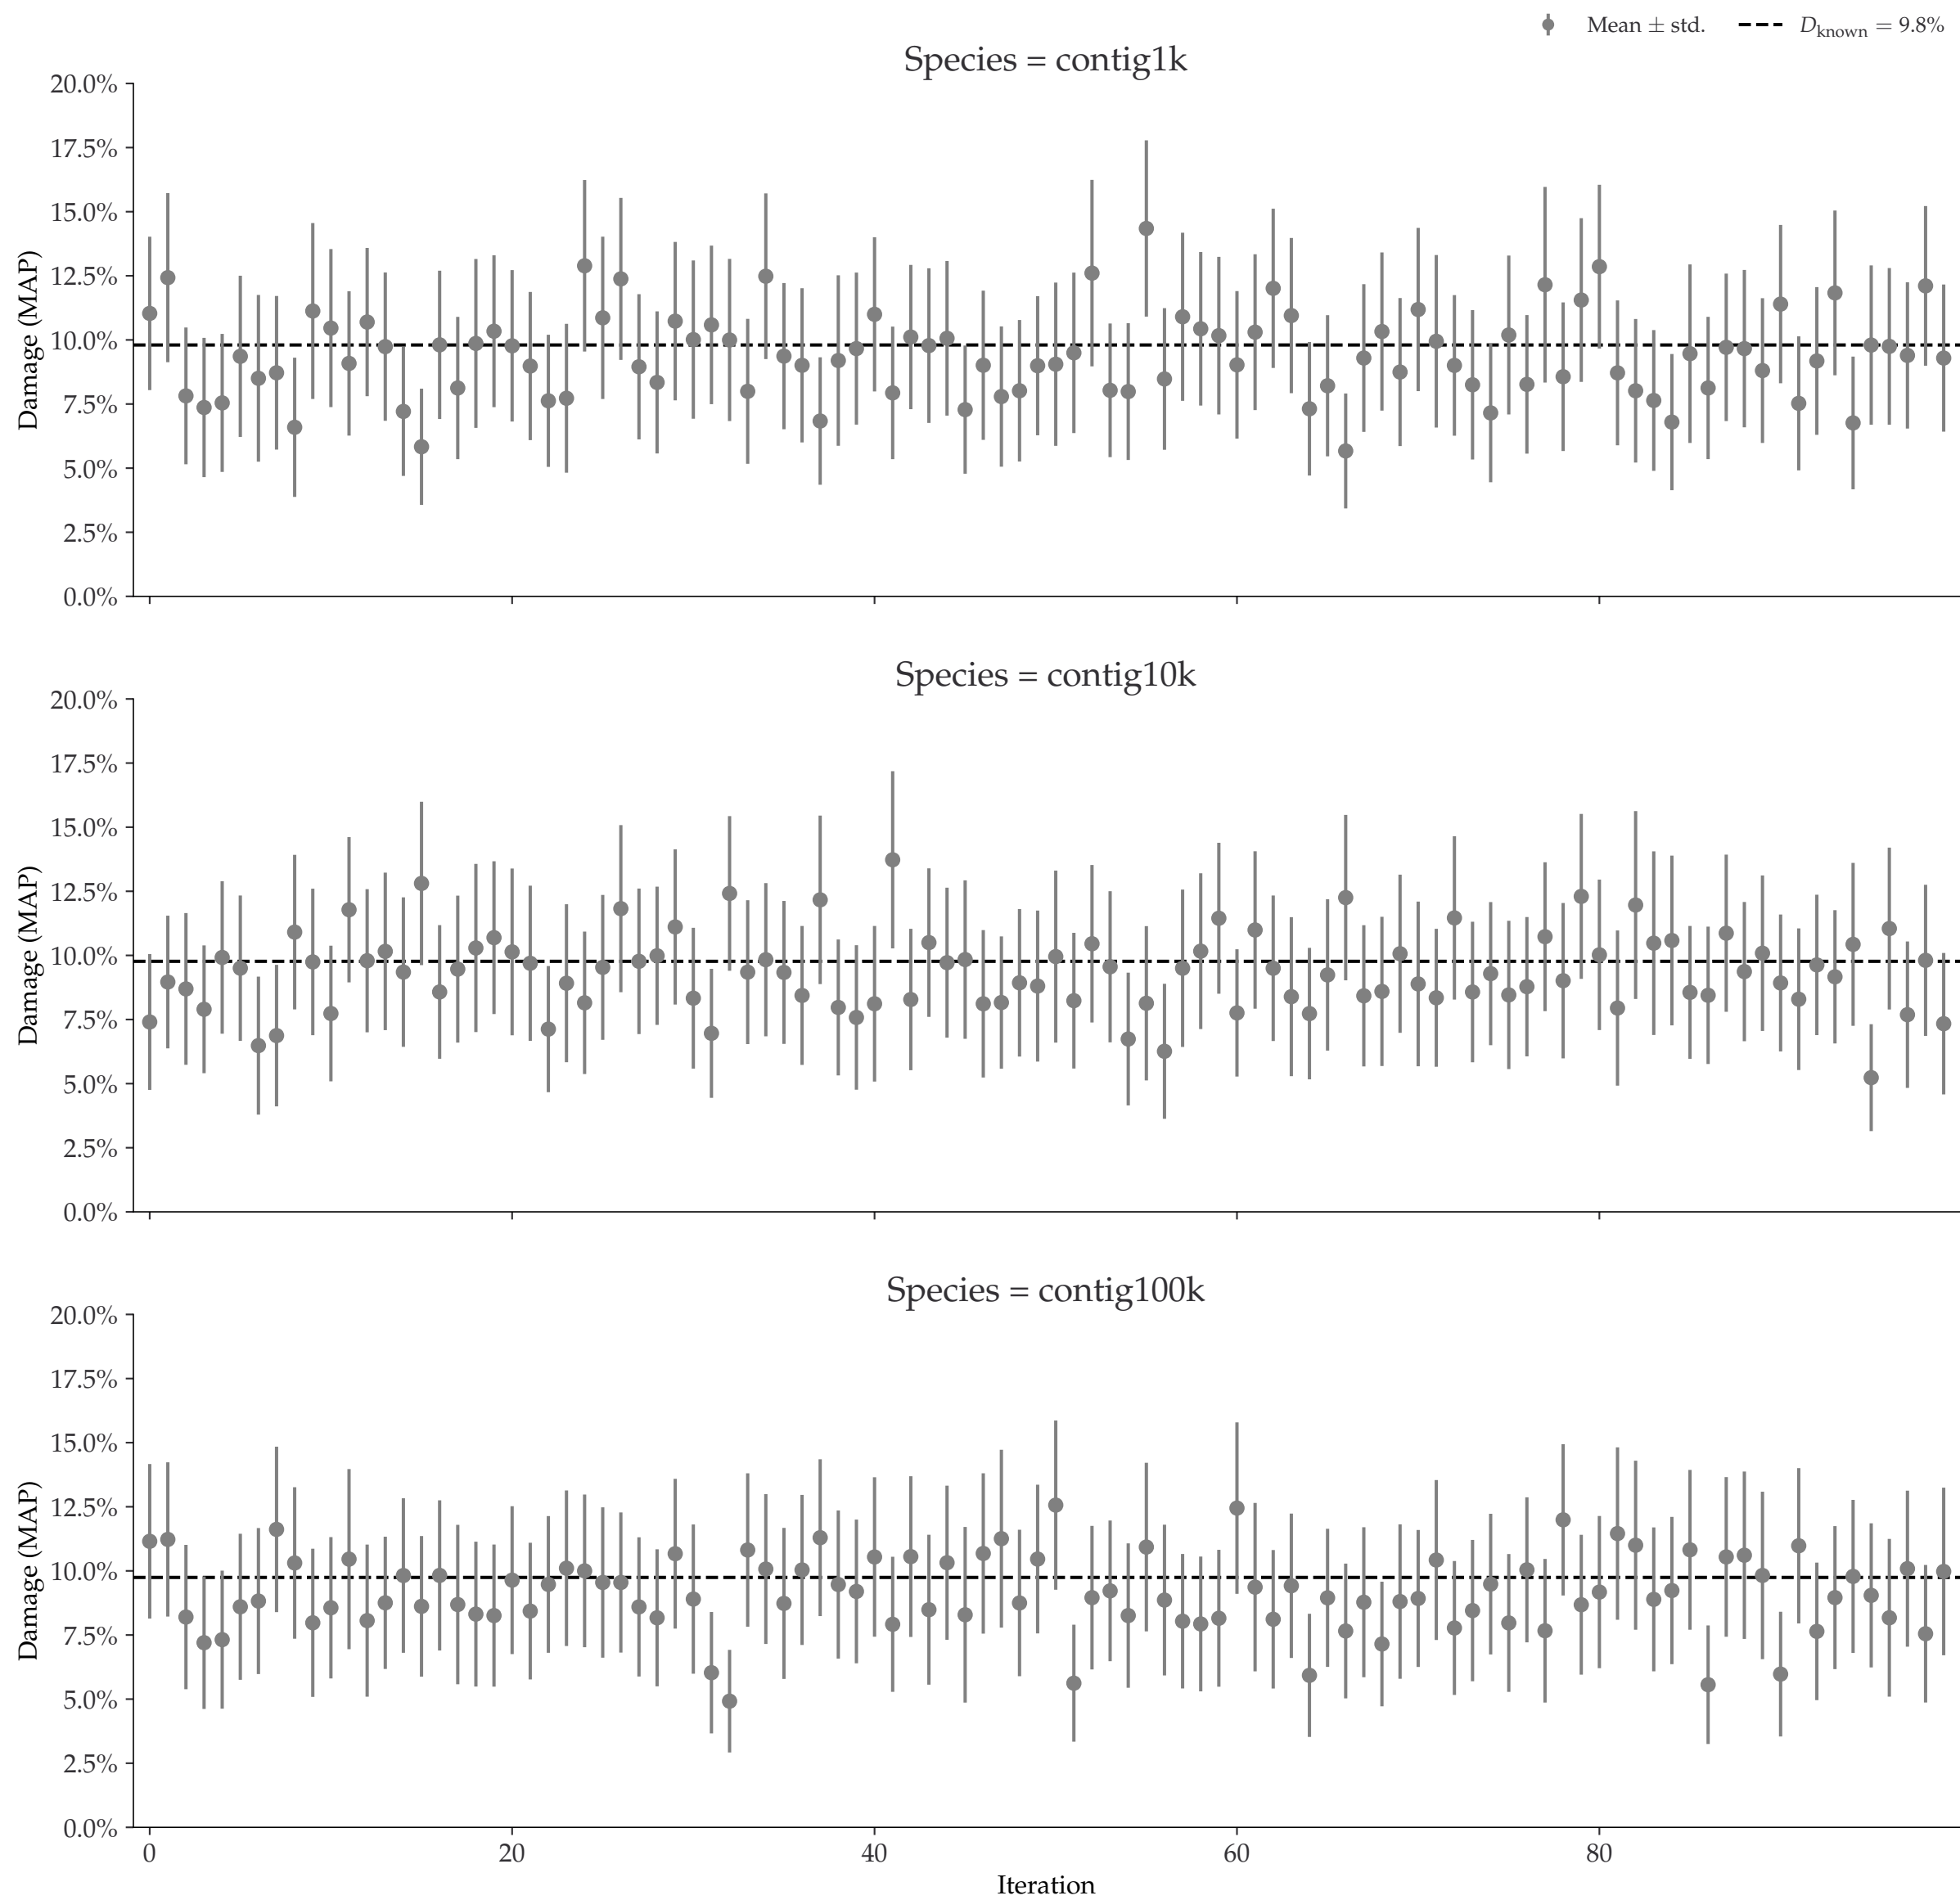 Mean ± std.
D_known = 9.8%
Species = contig1k
20.0%
17.5%
15.0%
12.5%
10.0%
7.5%
5.0%
2.5%
0.0%
Damage (MAP)
Species = contig10k
20.0%
17.5%
15.0%
12.5%
10.0%
7.5%
5.0%
2.5%
0.0%
Damage (MAP)
Species = contig100k
20.0%
17.5%
15.0%
12.5%
10.0%
7.5%
5.0%
2.5%
0.0%
Damage (MAP)
0 20 40 60 80
Iteration